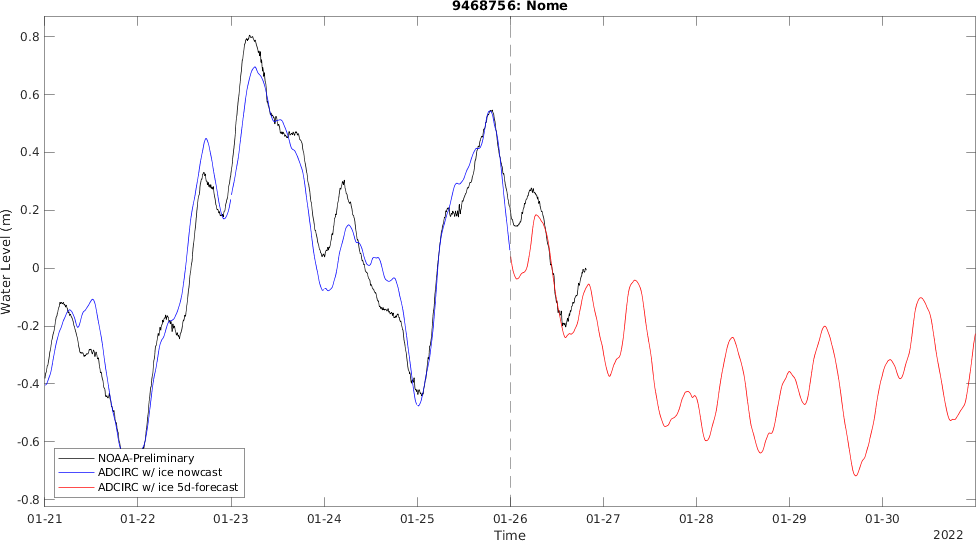 9468756: Nome
0.8
0.6
0.4
0.2
0
-0.2
-0.4
-0.6
-0.8
Water Level (m)
NOAA-Preliminary
ADCIRC w/ ice nowcast
ADCIRC w/ ice 5d-forecast
01-21 01-22 01-23 01-24 01-25 01-26 01-27 01-28 01-29 01-30
Time
2022